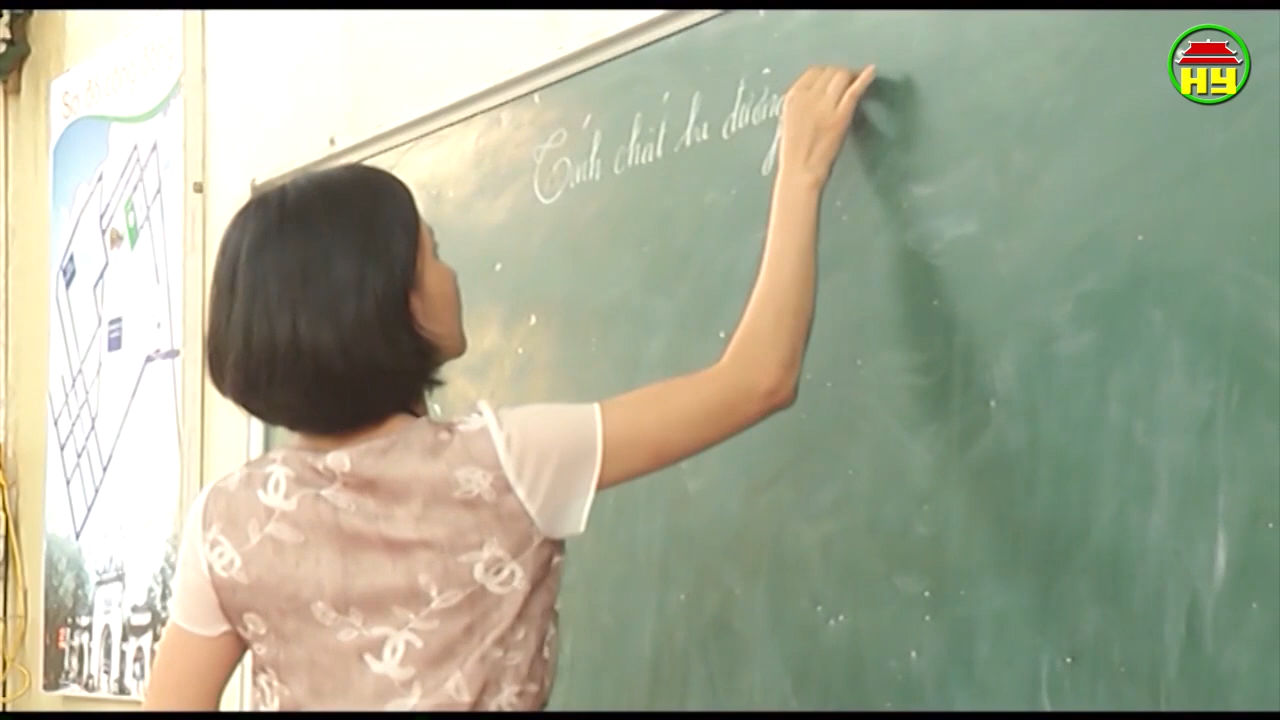 HY
Sơ đồ
Tính chất ba đường